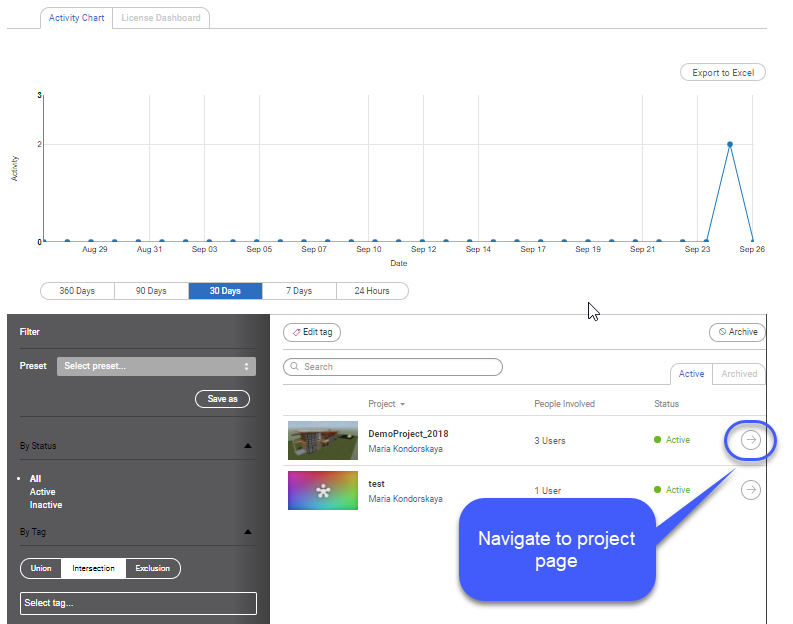 Activity Chart
License Dashboard
Export to Excel
3
2
0
Activity
Aug 29
Aug 31
Sep 03
Sep 05
Sep 07
Sep 10
Sep 12
Sep 14
Sep 17
Sep 19
Sep 21
Sep 23
Sep 26
Date
360 Days
90 Days
30 Days
7 Days
24 Hours
Filter
Preset
Select preset...
Save as
By Status
All
Active
Inactive
By Tag
Union
Intersection
Exclusion
Select tag...
Edit tag
Archive
Search
Active
Archived
Project
People Involved
Status
DemoProject_2018
Maria Kondorskaya
3 Users
Active
test
Maria Kondorskaya
1 User
Active
Navigate to project
page